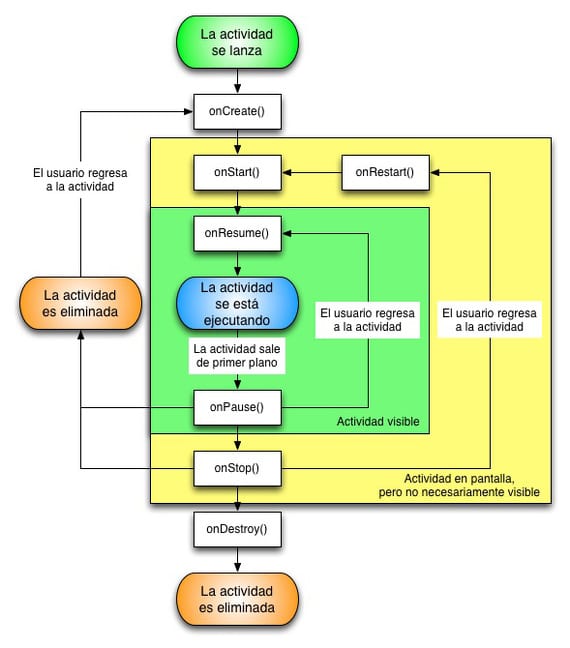 La actividad
se lanza
onCreate()
El usuario regresa
a la actividad
onStart()
onRestart()
onResume()
La actividad
es eliminada
La actividad
se está
ejecutando
El usuario regresa
a la actividad
El usuario regresa
a la actividad
La actividad sale
de primer plano
onPause()
Actividad visible
onStop()
Actividad en pantalla,
pero no necesariamente visible
onDestroy()
La actividad
es eliminada